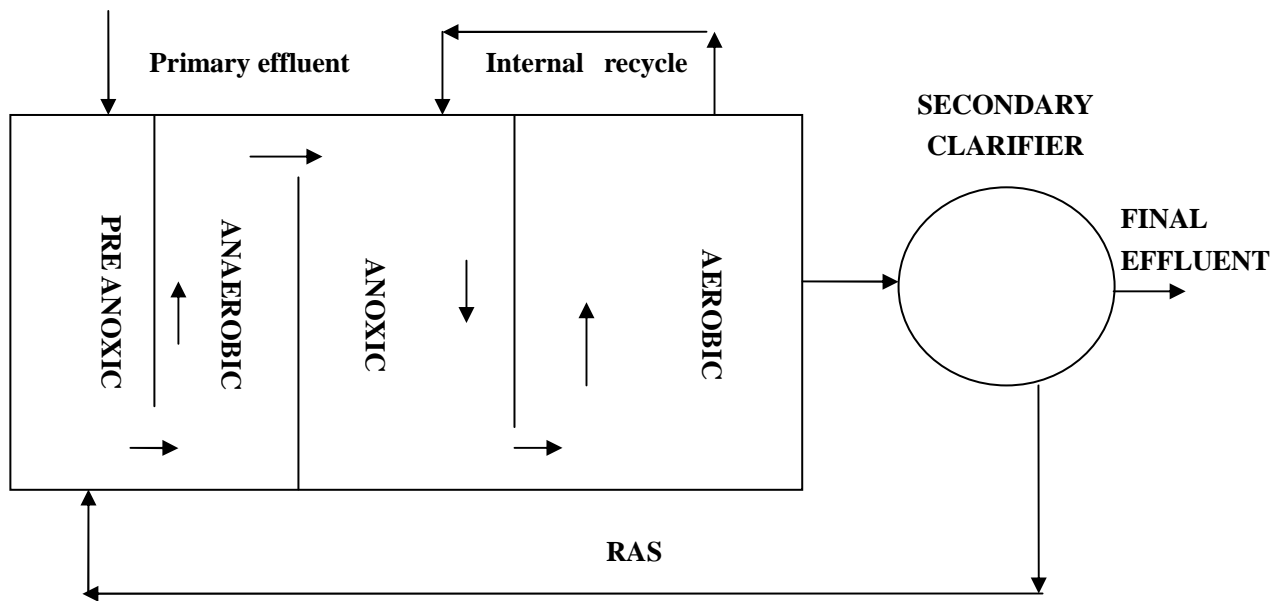 Primary effluent
Internal recycle
SECONDARY
CLARIFIER
PRE ANOXIC
ANAEROBIC
ANOXIC
AEROBIC
FINAL
EFFLUENT
RAS